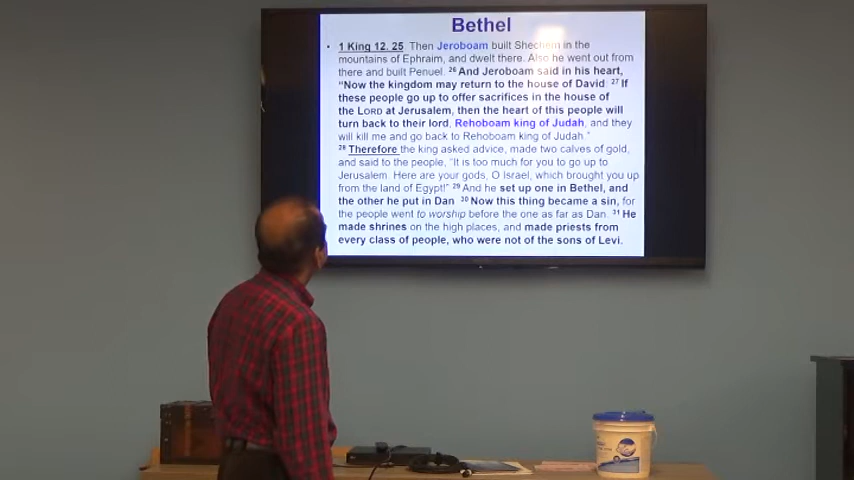 Bethel
• 1 King 12. 25 Then Jeroboam built Shechem in the
mountains of Ephraim, and dwelt there. Also he went out from
there and built Penuel. 26 And Jeroboam said in his heart,
"Now the kingdom may return to the house of David. 27 If
these people go up to offer sacrifices in the house of
the LORD at Jerusalem, then the heart of this people will
turn back to their lord, Rehoboam king of Judah, and they
will kill me and go back to Rehoboam king of Judah."
28 Therefore the king asked advice, made two calves of gold,
and said to the people, "It is too much for you to go up to
Jerusalem. Here are your gods, O Israel, which brought you up
from the land of Egypt!" 29 And he set up one in Bethel, and
the other he put in Dan 30 Now this thing became a sin, for
the people went to worship before the one as far as Dan. 31 He
made shrines on the high places, and made priests from
every class of people, who were not of the sons of Levi.